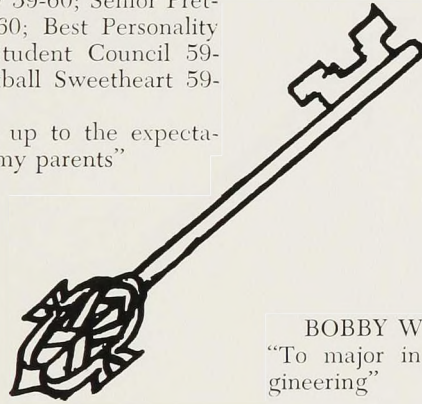 59-60; Senior Pret-
60; Best Personality
tudent Council 59-
ball Sweetheart 59-
up to the expecta-
my parents”
BOBBY W
“To major in
gineering”